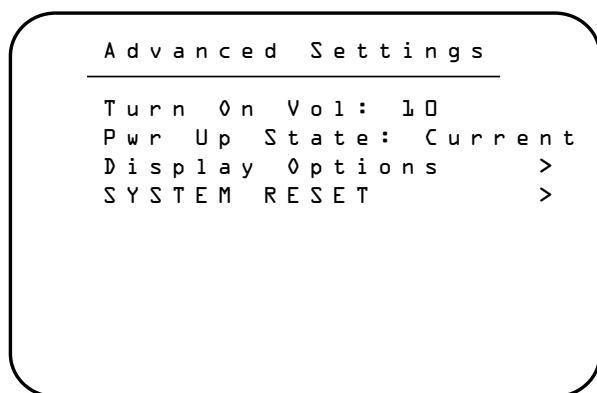 Advanced Settings
Turn On Vol: 10
Pwr Up State: Current
Display Options >
SYSTEM RESET >